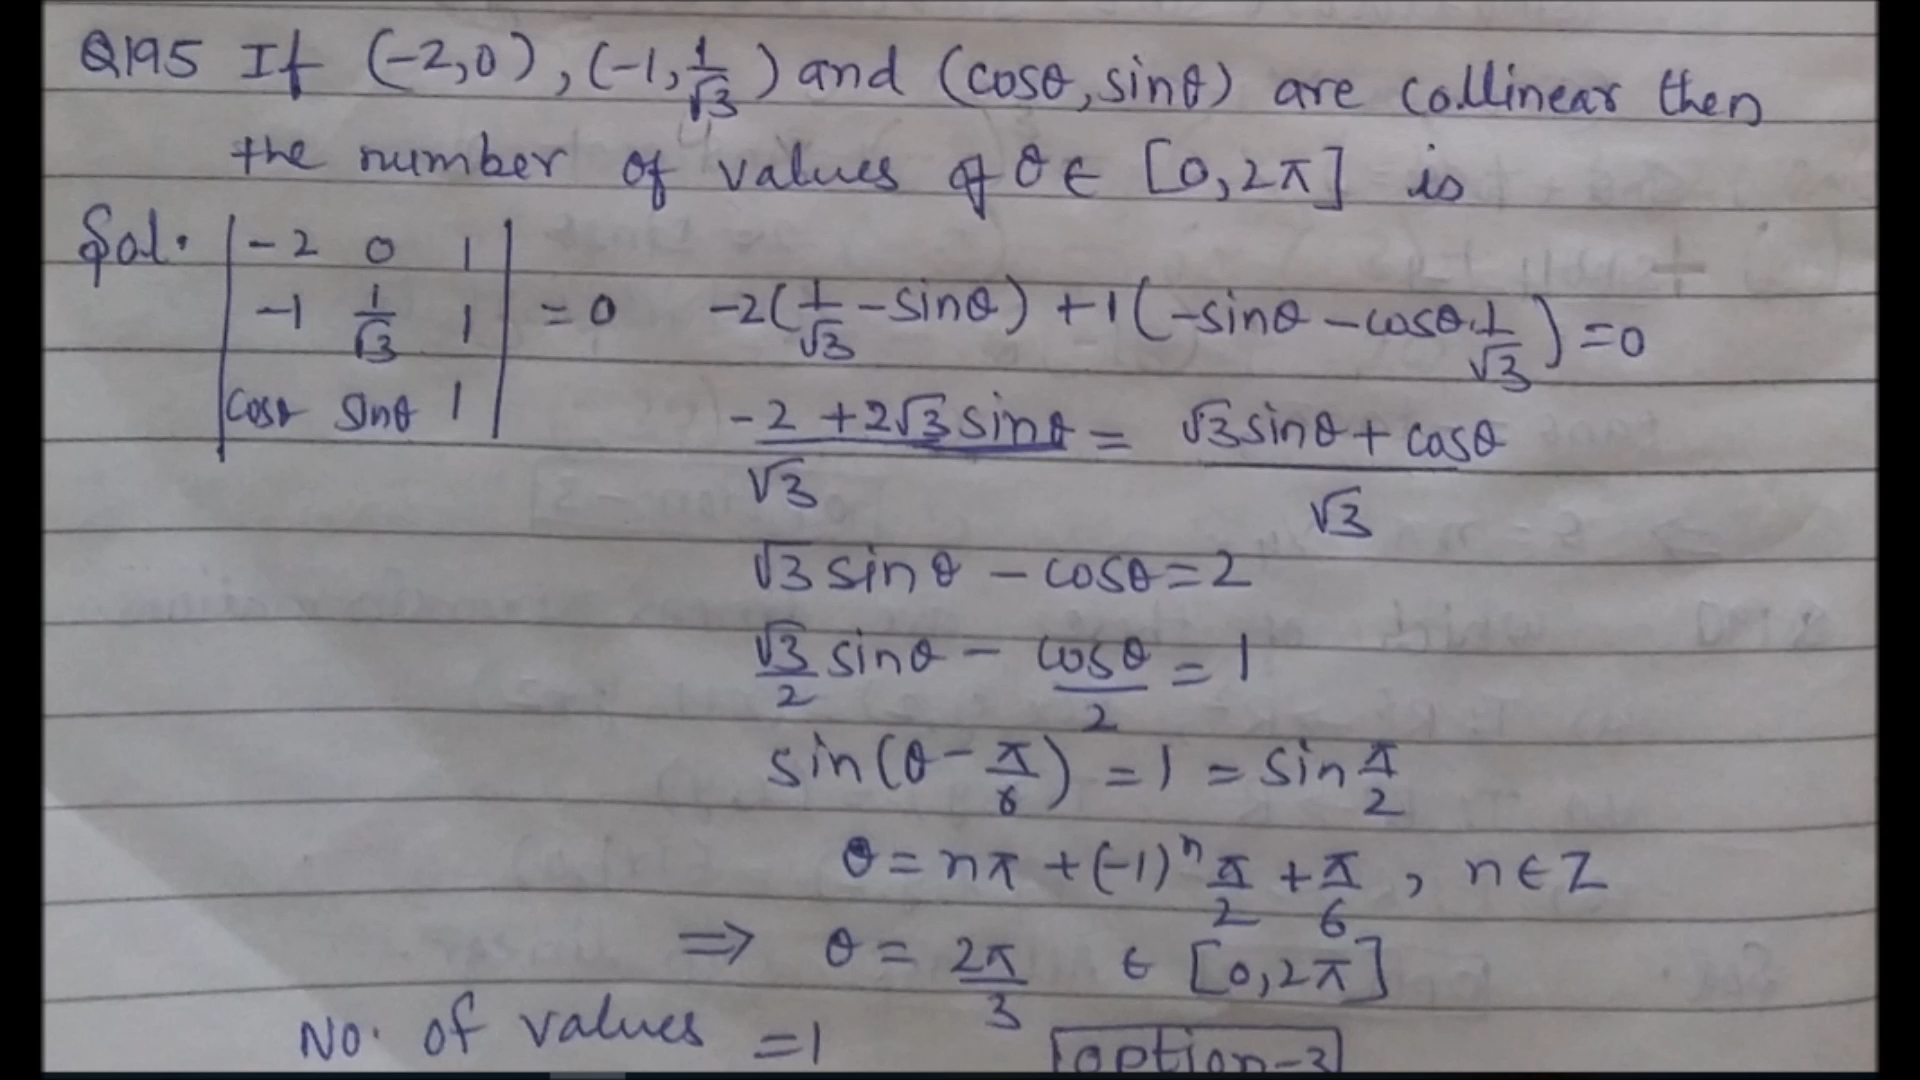 Q195 If (-2,0), (-1, 1/√3) and (cosθ, sinθ) are collinear then
the number of values of θ ∈ [0, 2π] is
Sol. |-2 0 1|
|-1 1/√3 1| = 0 -2(1/√3 - sinθ) + 1(-sinθ - cosθ.1/√3) = 0
|cosθ sinθ 1| (-2 + 2√3 sinθ)/√3 = (√3 sinθ + cosθ)/√3
√3 sinθ - cosθ = 2
√3/2 sinθ - cosθ/2 = 1
sin(θ - π/6) = 1 = sin π/2
θ = nπ + (-1)ⁿ π/2 + π/6 , n ∈ Z
⇒ θ = 2π/3 ∈ [0, 2π]
No. of values = 1 option-3